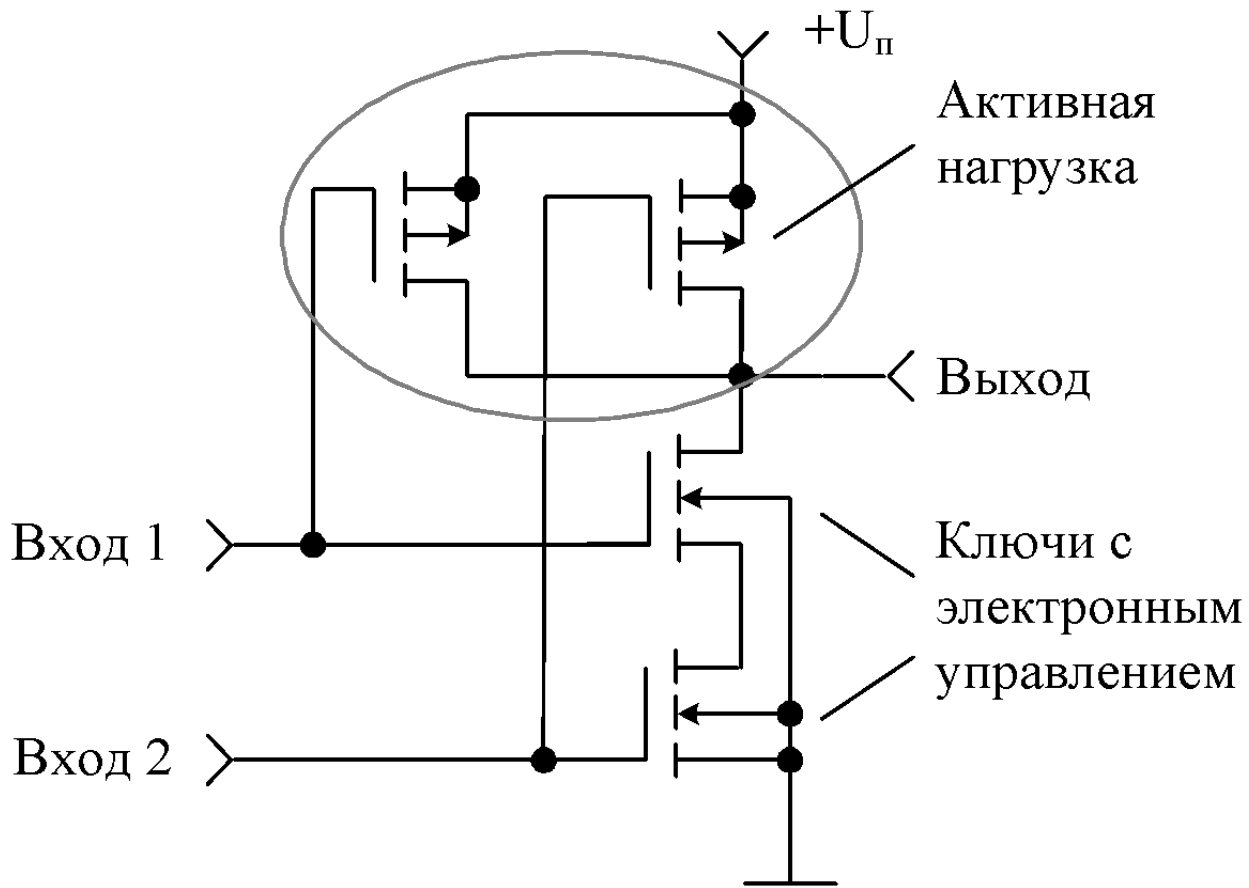 +Uп
Активная
нагрузка
Выход
Вход 1
Ключи с
электронным
управлением
Вход 2